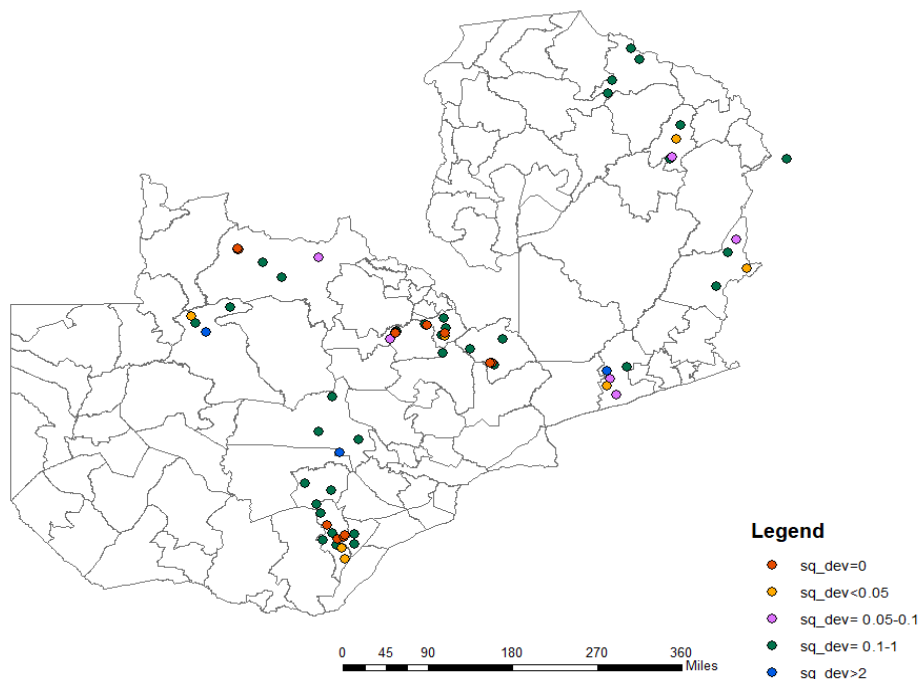 Legend
sq_dev=0
sq_dev<0.05
sq_dev= 0.05-0.1
sq_dev= 0.1-1
sq_dev>2
0 45 90 180 270 360
Miles